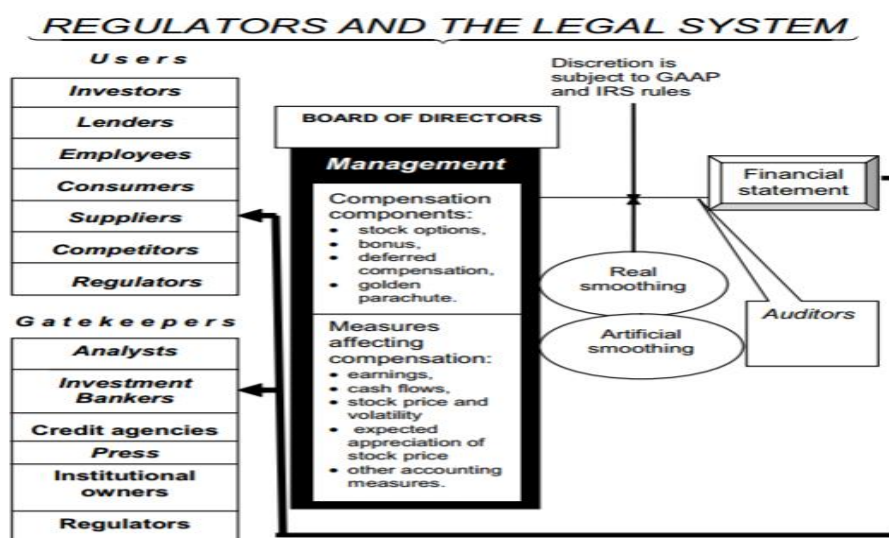 REGULATORS AND THE LEGAL SYSTEM
Users
Investors
Lenders
Employees
Consumers
Suppliers
Competitors
Regulators
Gatekeepers
Analysts
Investment
Bankers
Credit agencies
Press
Institutional
owners
Regulators
BOARD OF DIRECTORS
Management
Compensation
components:
• stock options,
• bonus,
• deferred
compensation,
• golden
parachute.
Measures
affecting
compensation:
• earnings,
• cash flows,
• stock price and
volatility
• expected
appreciation of
stock price
• other accounting
measures.
Discretion is
subject to GAAP
and IRS rules
Real
smoothing
Artificial
smoothing
Financial
statement
Auditors